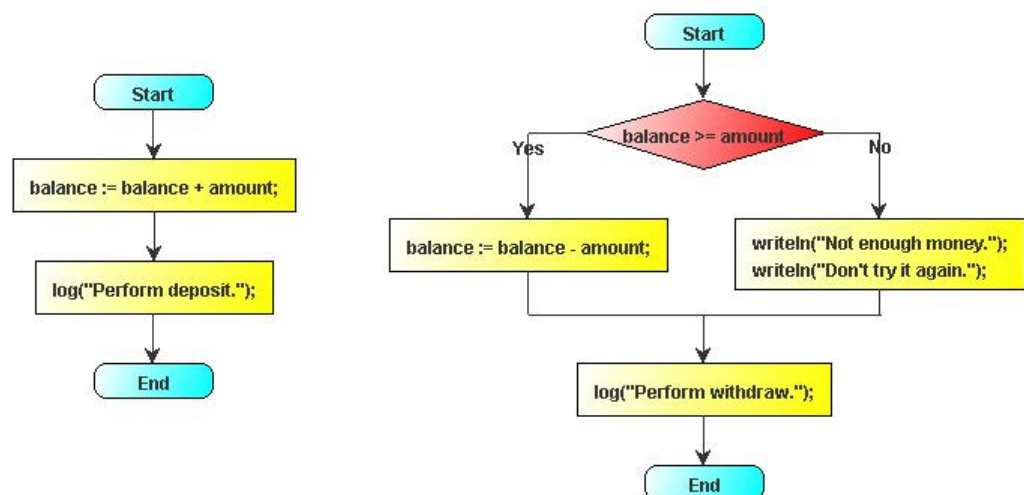 Start
balance := balance + amount;
log("Perform deposit.");
End
Start
balance >= amount
Yes
No
balance := balance - amount;
writeln("Not enough money.");
writeln("Don't try it again.");
log("Perform withdraw.");
End